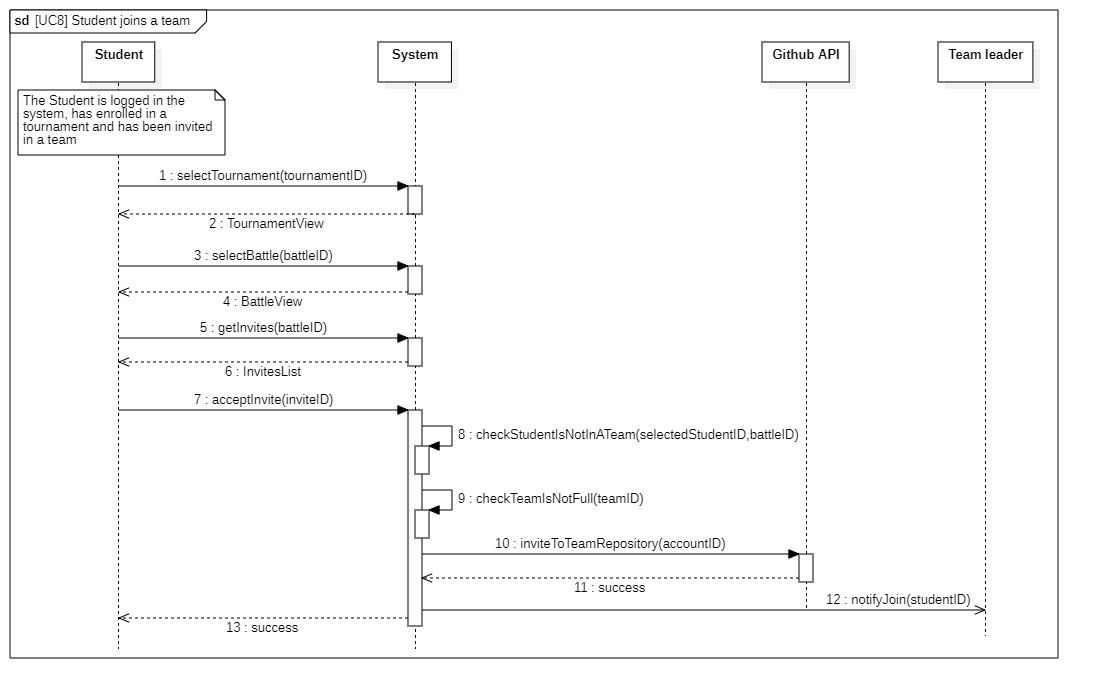 sd [UC8] Student joins a team
Student
System
Github API
Team leader
The Student is logged in the
system, has enrolled in a
tournament and has been invited
in a team
1 : selectTournament(tournamentID)
2 : TournamentView
3 : selectBattle(battleID)
4 : BattleView
5 : getInvites(battleID)
6 : InvitesList
7 : acceptInvite(inviteID)
8 : checkStudentIsNotInATeam(selectedStudentID,battleID)
9 : checkTeamIsNotFull(teamID)
10 : inviteToTeamRepository(accountID)
11 : success
12 : notifyJoin(studentID)
13 : success